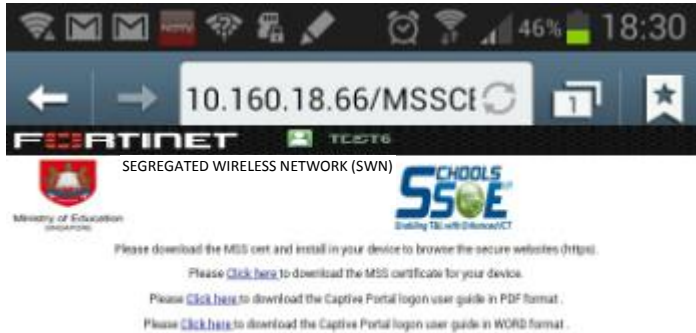 46% 18:30
10.160.18.66/MSSCE
1
FORTINET TEST6
SEGREGATED WIRELESS NETWORK (SWN)
SCHOOLS
SSOE
Enabling T&L with Enhanced ICT
Ministry of Education
SINGAPORE
Please download the MSS cert and install in your device to browse the secure websites (https).
Please Click here to download the MSS certificate for your device.
Please Click here to download the Captive Portal logon user guide in PDF format .
Please Click here to download the Captive Portal logon user guide in WORD format .